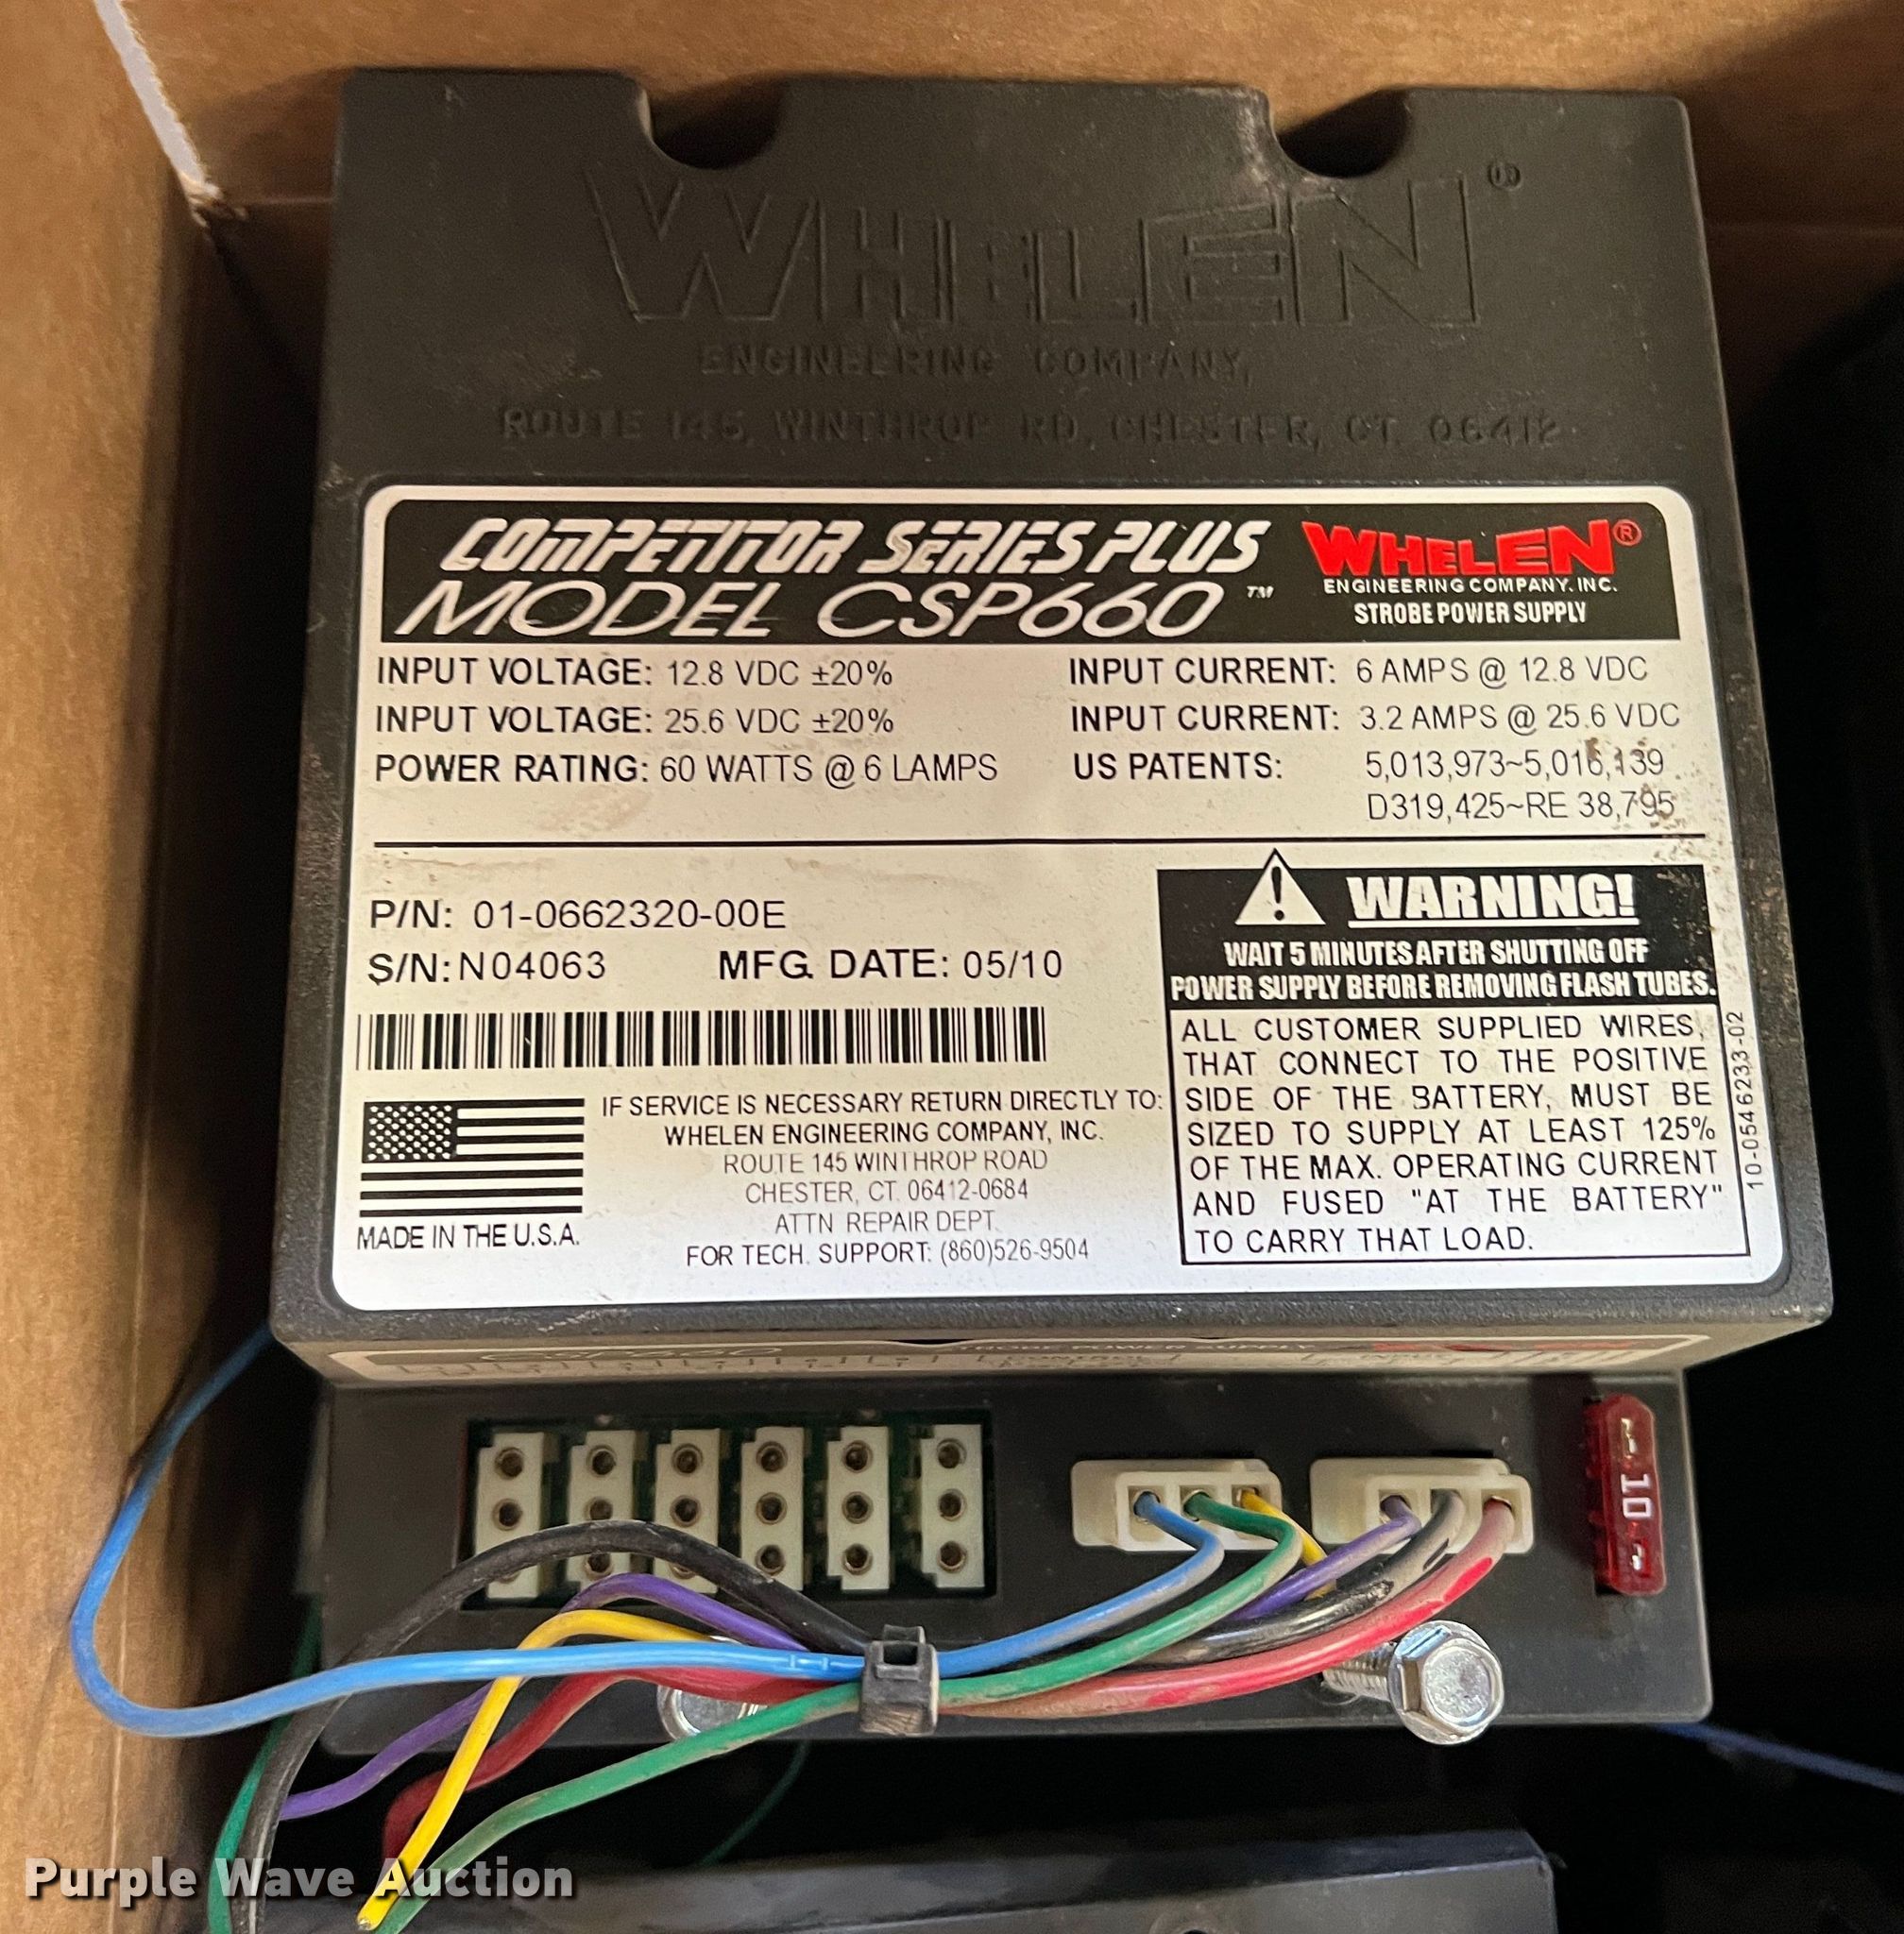 WHELEN®
ENGINEERING COMPANY,
ROUTE 145, WINTHROP RD, CHESTER, CT. 06412
COMPETITOR SERIES PLUS
MODEL CSP660™
WHELEN®
ENGINEERING COMPANY, INC.
STROBE POWER SUPPLY
INPUT VOLTAGE: 12.8 VDC ±20%
INPUT CURRENT: 6 AMPS @ 12.8 VDC
INPUT VOLTAGE: 25.6 VDC ±20%
INPUT CURRENT: 3.2 AMPS @ 25.6 VDC
POWER RATING: 60 WATTS @ 6 LAMPS
US PATENTS: 5,013,973~5,016,139
D319,425~RE 38,795
P/N: 01-0662320-00E
S/N: N04063 MFG. DATE: 05/10
MADE IN THE U.S.A.
IF SERVICE IS NECESSARY RETURN DIRECTLY TO:
WHELEN ENGINEERING COMPANY, INC.
ROUTE 145 WINTHROP ROAD
CHESTER, CT. 06412-0684
ATTN REPAIR DEPT.
FOR TECH. SUPPORT: (860)526-9504
WARNING!
WAIT 5 MINUTES AFTER SHUTTING OFF
POWER SUPPLY BEFORE REMOVING FLASH TUBES.
ALL CUSTOMER SUPPLIED WIRES,
THAT CONNECT TO THE POSITIVE
SIDE OF THE BATTERY, MUST BE
SIZED TO SUPPLY AT LEAST 125%
OF THE MAX. OPERATING CURRENT
AND FUSED "AT THE BATTERY"
TO CARRY THAT LOAD.
10-0546233-02
CSP660
STROBE POWER SUPPLY
10
Purple Wave Auction